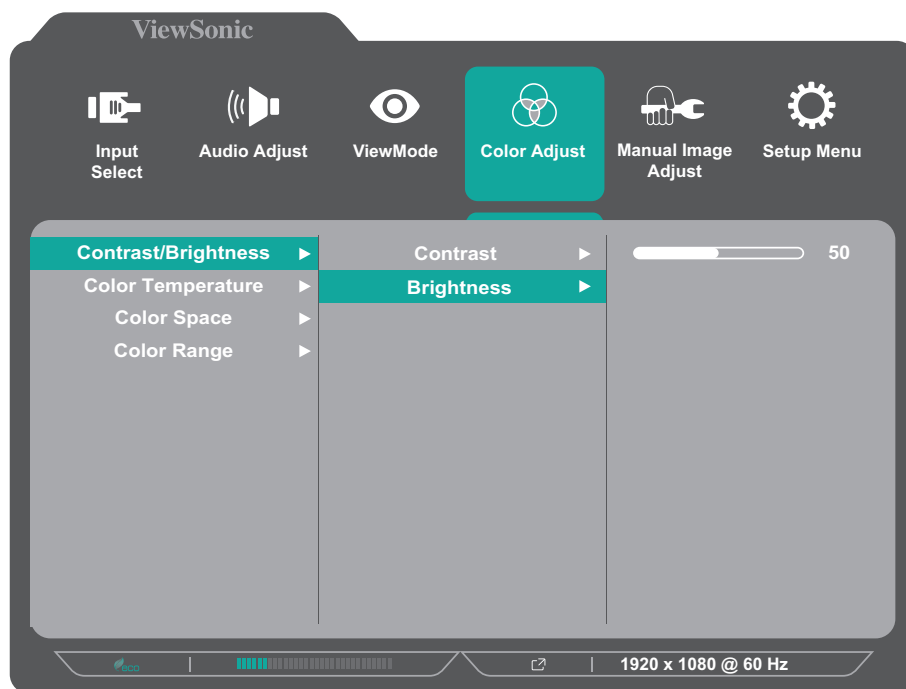 ViewSonic
Input
Select
Audio Adjust
ViewMode
Color Adjust
Manual Image
Adjust
Setup Menu
Contrast/Brightness
Color Temperature
Color Space
Color Range
Contrast
Brightness
50
eco
1920 x 1080 @ 60 Hz